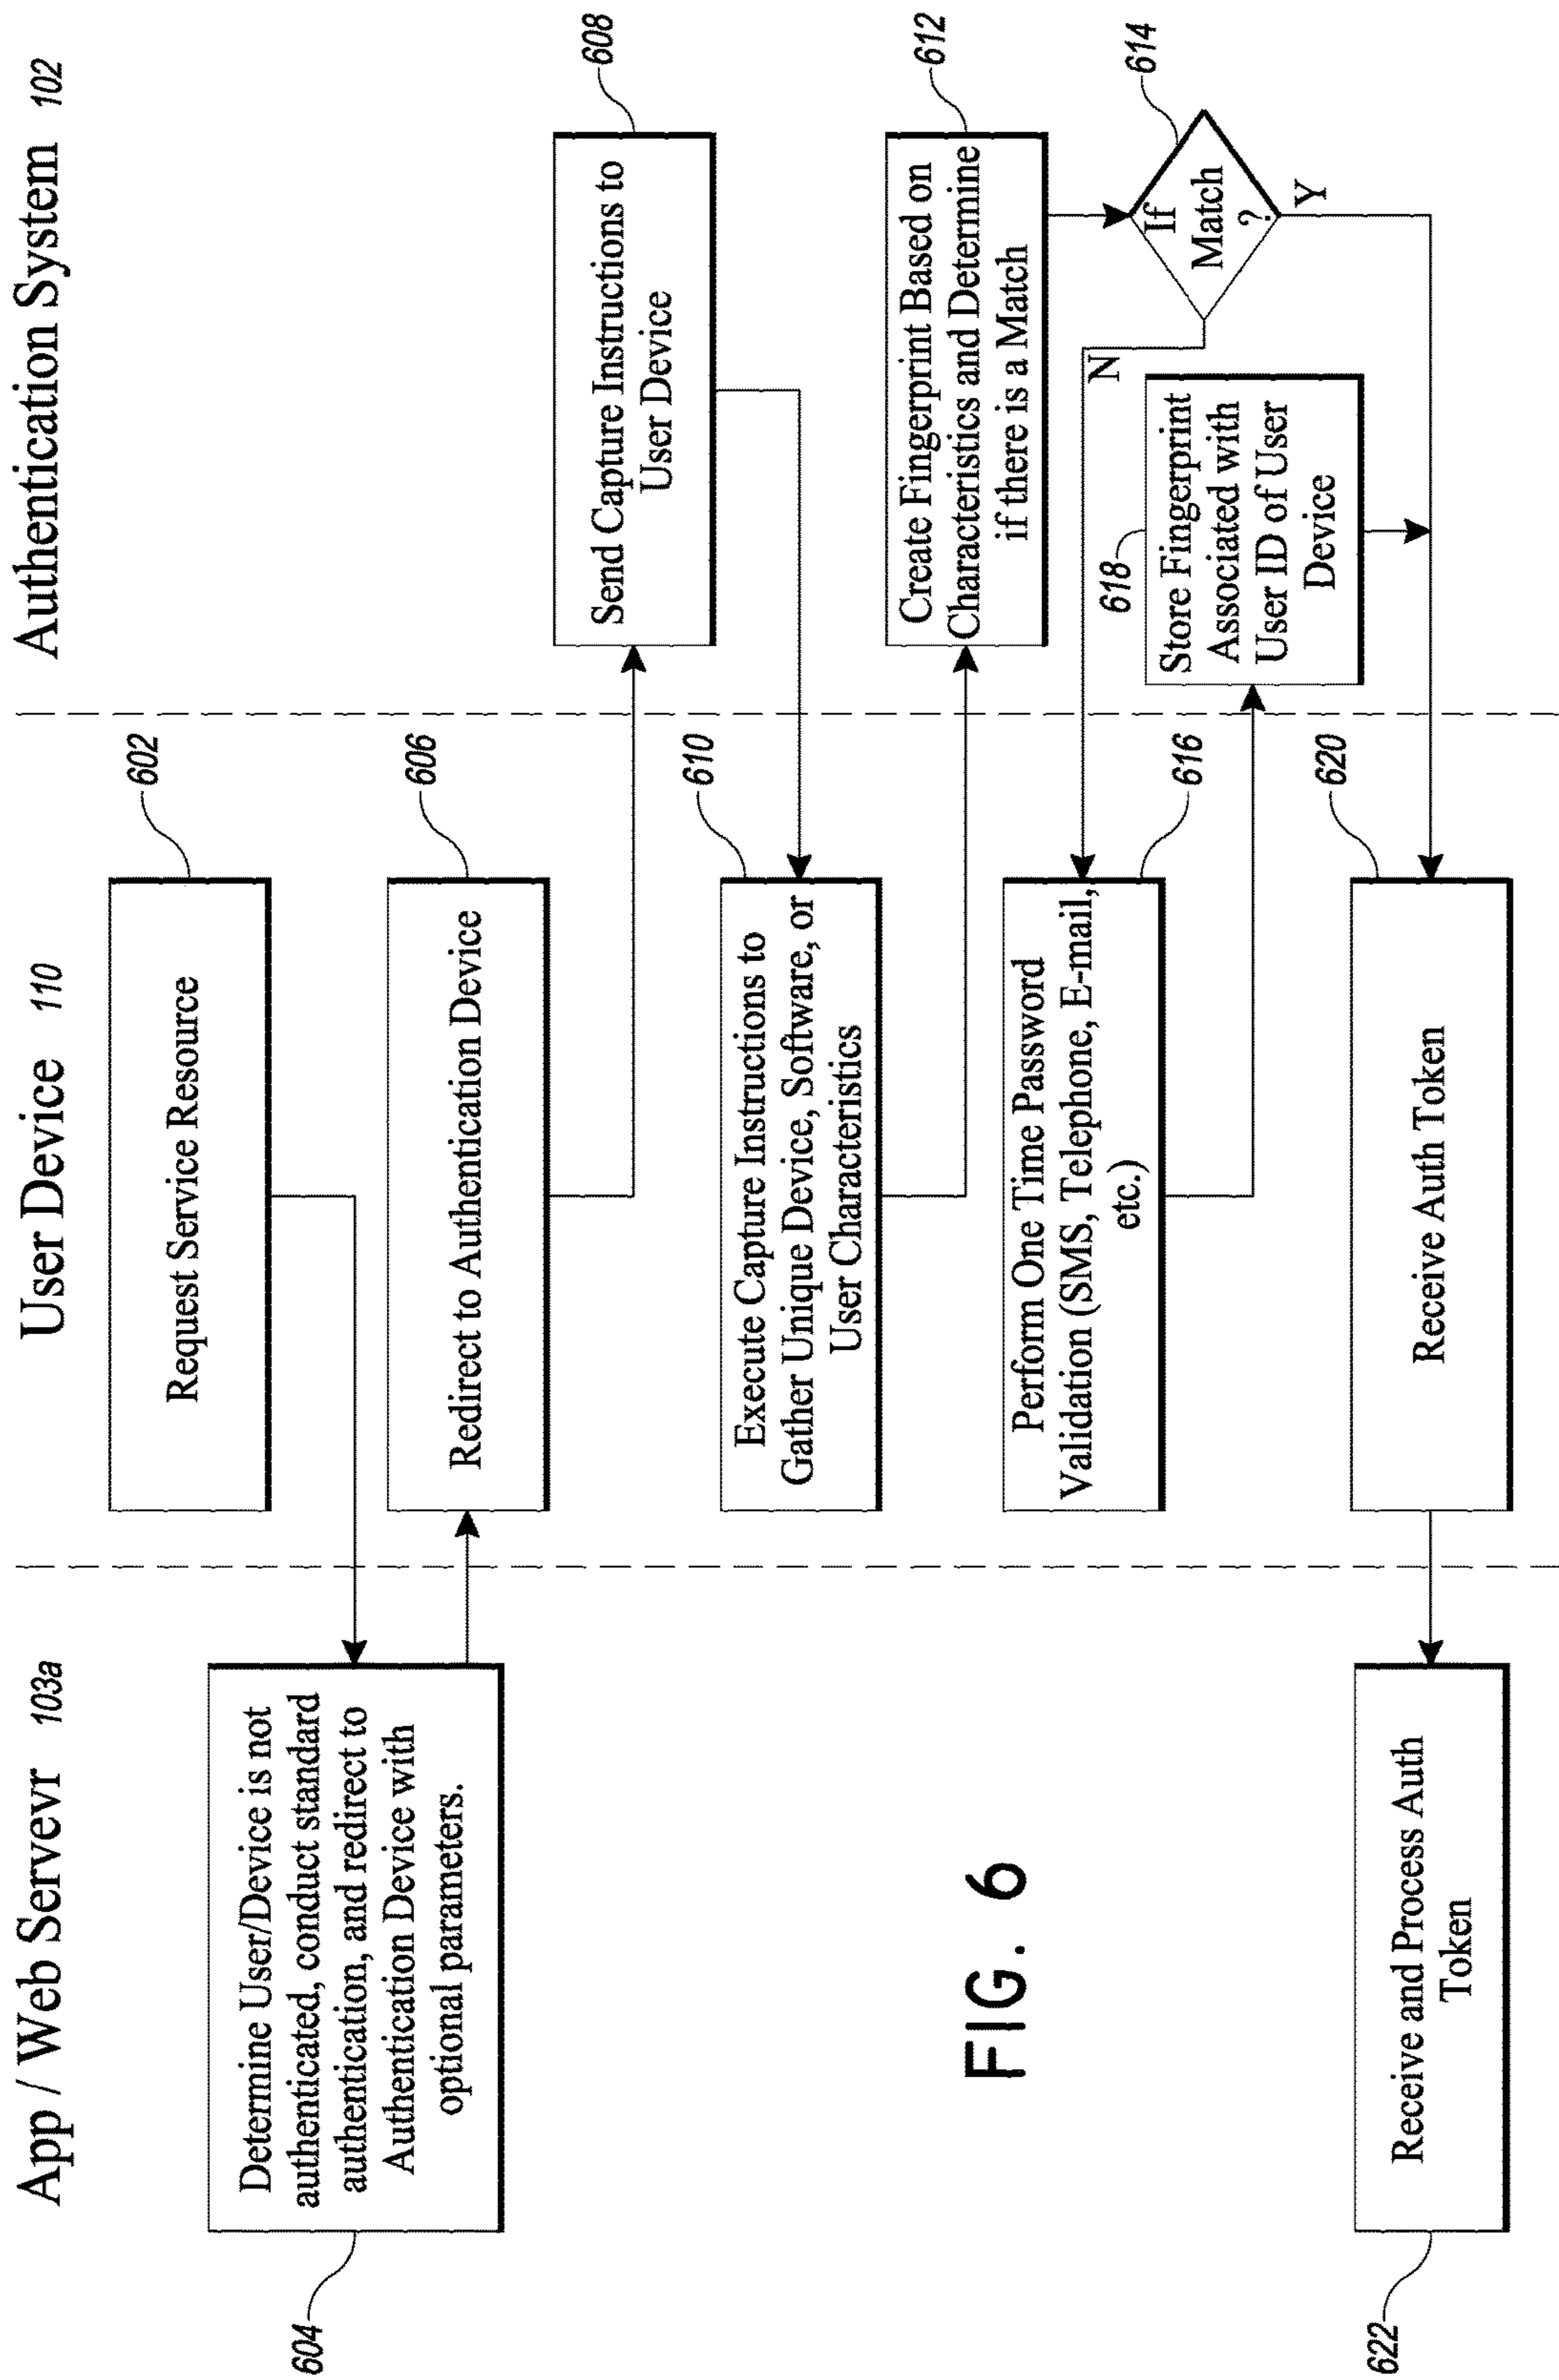 App / Web Servevr 103a
User Device 110
Authentication System 102
Request Service Resource
602
Determine User/Device is not
authenticated, conduct standard
authentication, and redirect to
Authentication Device with
optional parameters.
604
Redirect to Authentication Device
606
Send Capture Instructions to
User Device
608
Execute Capture Instructions to
Gather Unique Device, Software, or
User Characteristics
610
Create Fingerprint Based on
Characteristics and Determine
if there is a Match
612
If
Match
?
614
N
Y
Perform One Time Password
Validation (SMS, Telephone, E-mail,
etc.)
616
618
Store Fingerprint
Associated with
User ID of User
Device
Receive Auth Token
620
Receive and Process Auth
Token
622
FIG. 6